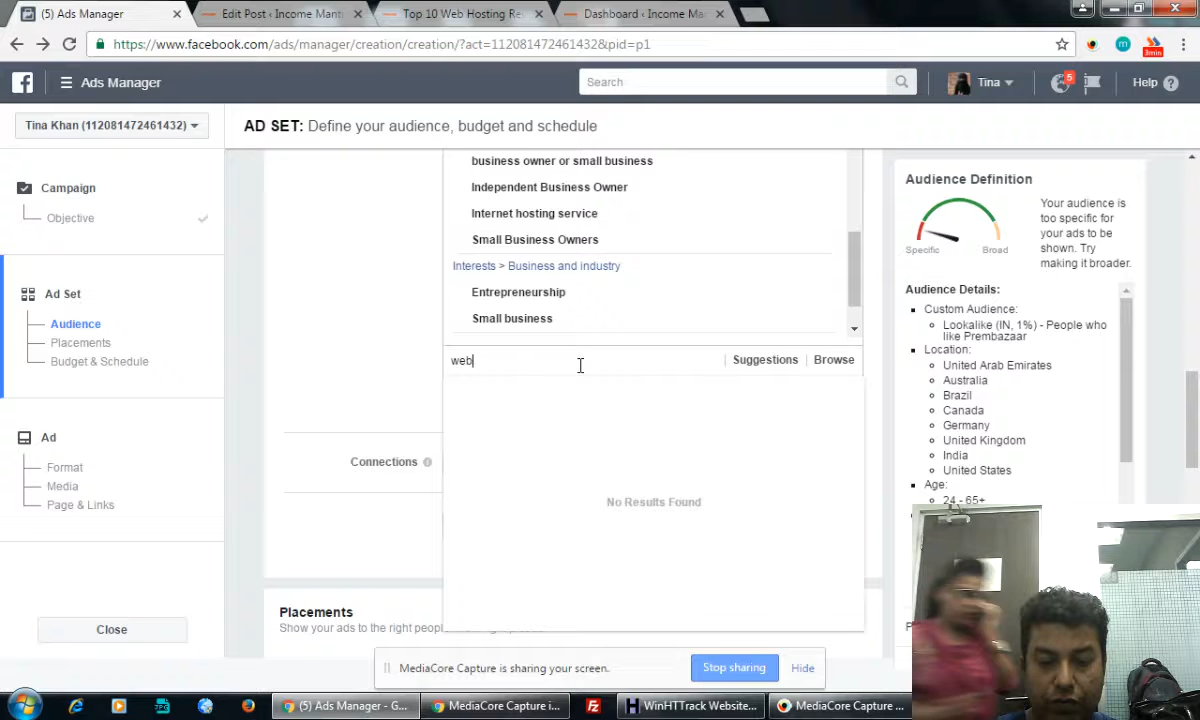 (5) Ads Manager
Edit Post ‹ Income Mant
Top 10 Web Hosting Re
Dashboard ‹ Income Ma
https://www.facebook.com/ads/manager/creation/creation/?act=1120814724614432&pid=p1
3min
Ads Manager
Search
Tina
5
Help
Tina Khan (112081472461432)
AD SET: Define your audience, budget and schedule
Campaign
Objective
Ad Set
Audience
Placements
Budget & Schedule
Ad
Format
Media
Page & Links
Close
business owner or small business
Independent Business Owner
Internet hosting service
Small Business Owners
Interests > Business and industry
Entrepreneurship
Small business
web
Suggestions
Browse
No Results Found
Connections
Placements
Show your ads to the right peopl
Audience Definition
Specific
Broad
Your audience is
too specific for
your ads to be
shown. Try
making it broader.
Audience Details:
Custom Audience:
Lookalike (IN, 1%) - People who
like Prembazaar
Location:
United Arab Emirates
Australia
Brazil
Canada
Germany
United Kingdom
India
United States
Age:
24 - 65+
MediaCore Capture is sharing your screen.
Stop sharing
Hide
(5) Ads Manager - G...
MediaCore Capture i...
WinHTTrack Website...
MediaCore Capture ...